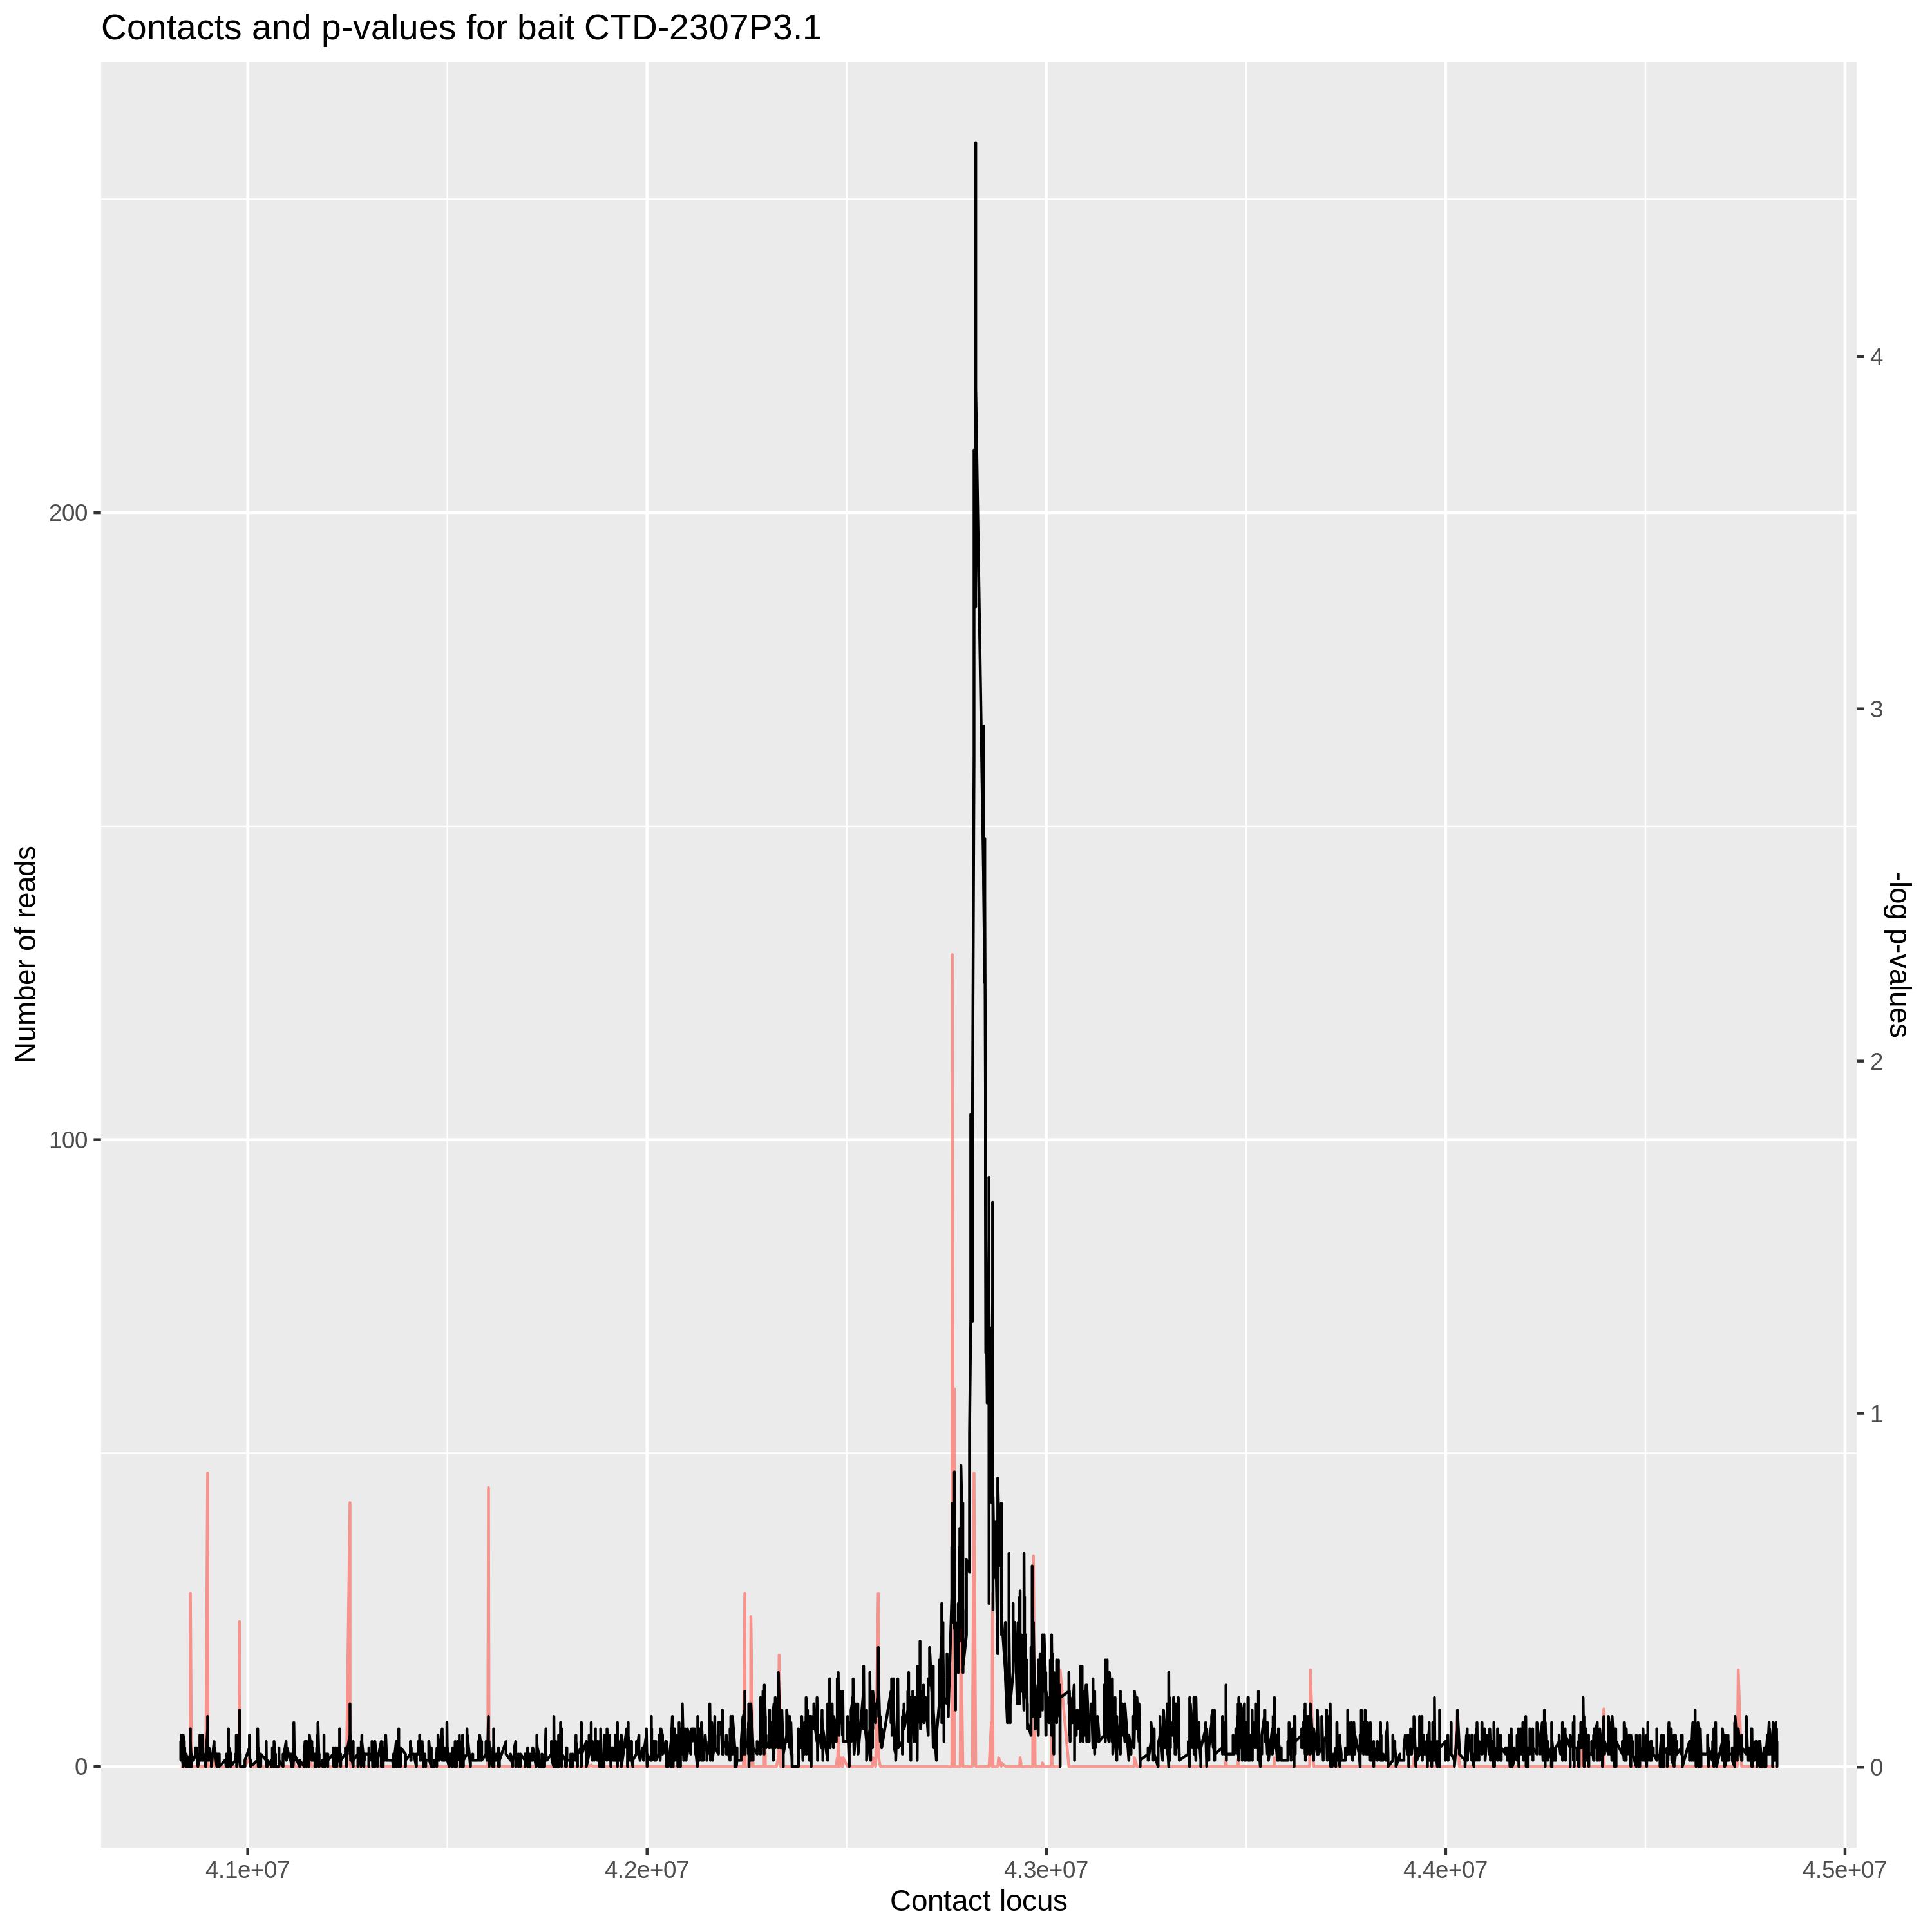 Contacts and p-values for bait CTD-2307P3.1
Number of reads
200
100
0
4
3
2
1
0
-log p-values
4.1e+07 4.2e+07 4.3e+07 4.4e+07 4.5e+07
Contact locus